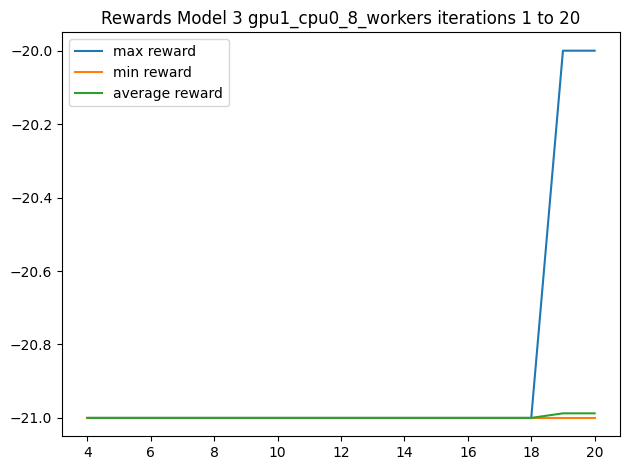 Rewards Model 3 gpu1_cpu0_8_workers iterations 1 to 20
max reward
min reward
average reward
−20.0
−20.2
−20.4
−20.6
−20.8
−21.0
4 6 8 10 12 14 16 18 20